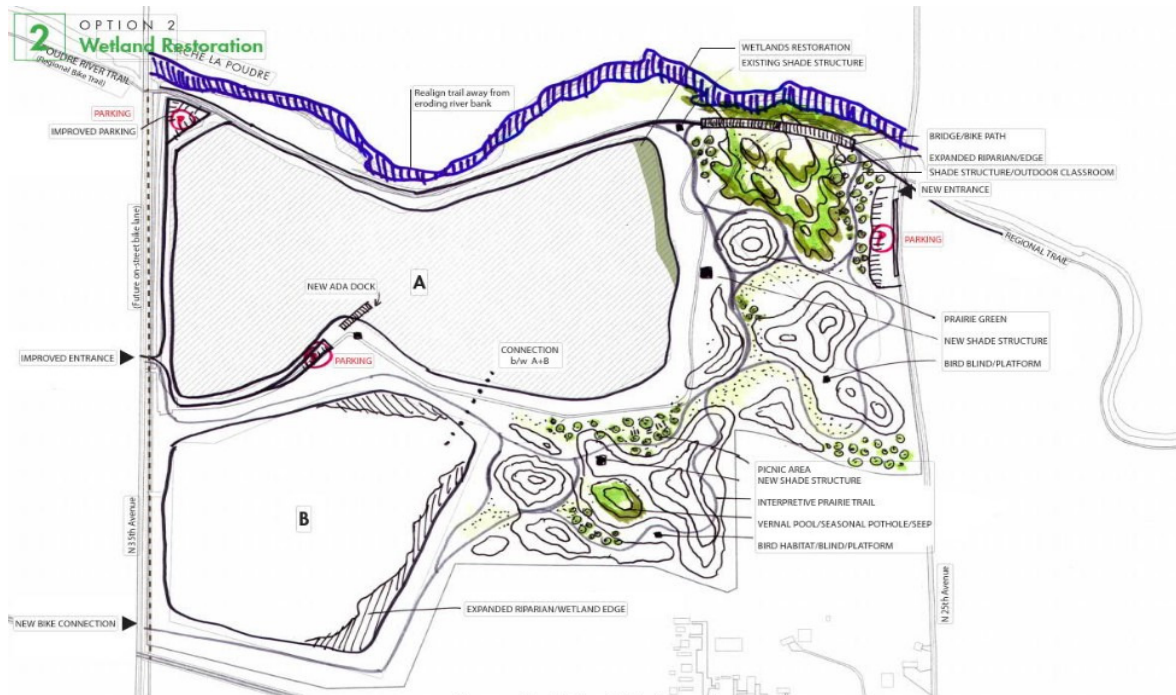 2
OPTION 2
Wetland Restoration
POUDRE RIVER TRAIL
(Regional Bike Trail)
CHE LA POUDRE
PARKING
IMPROVED PARKING
Realign trail away from
eroding river bank
WETLANDS RESTORATION
EXISTING SHADE STRUCTURE
BRIDGE/BIKE PATH
EXPANDED RIPARIAN/EDGE
SHADE STRUCTURE/OUTDOOR CLASSROOM
NEW ENTRANCE
P
PARKING
REGIONAL TRAIL
(Future on-street bike lane)
A
NEW ADA DOCK
PRAIRIE GREEN
NEW SHADE STRUCTURE
IMPROVED ENTRANCE
P
PARKING
CONNECTION
b/w A+B
BIRD BLIND/PLATFORM
PICNIC AREA
NEW SHADE STRUCTURE
INTERPRETIVE PRAIRIE TRAIL
VERNAL POOL/SEASONAL POTHOLE/SEEP
BIRD HABITAT/BLIND/PLATFORM
B
N 35th Avenue
N 25th Avenue
EXPANDED RIPARIAN/WETLAND EDGE
NEW BIKE CONNECTION